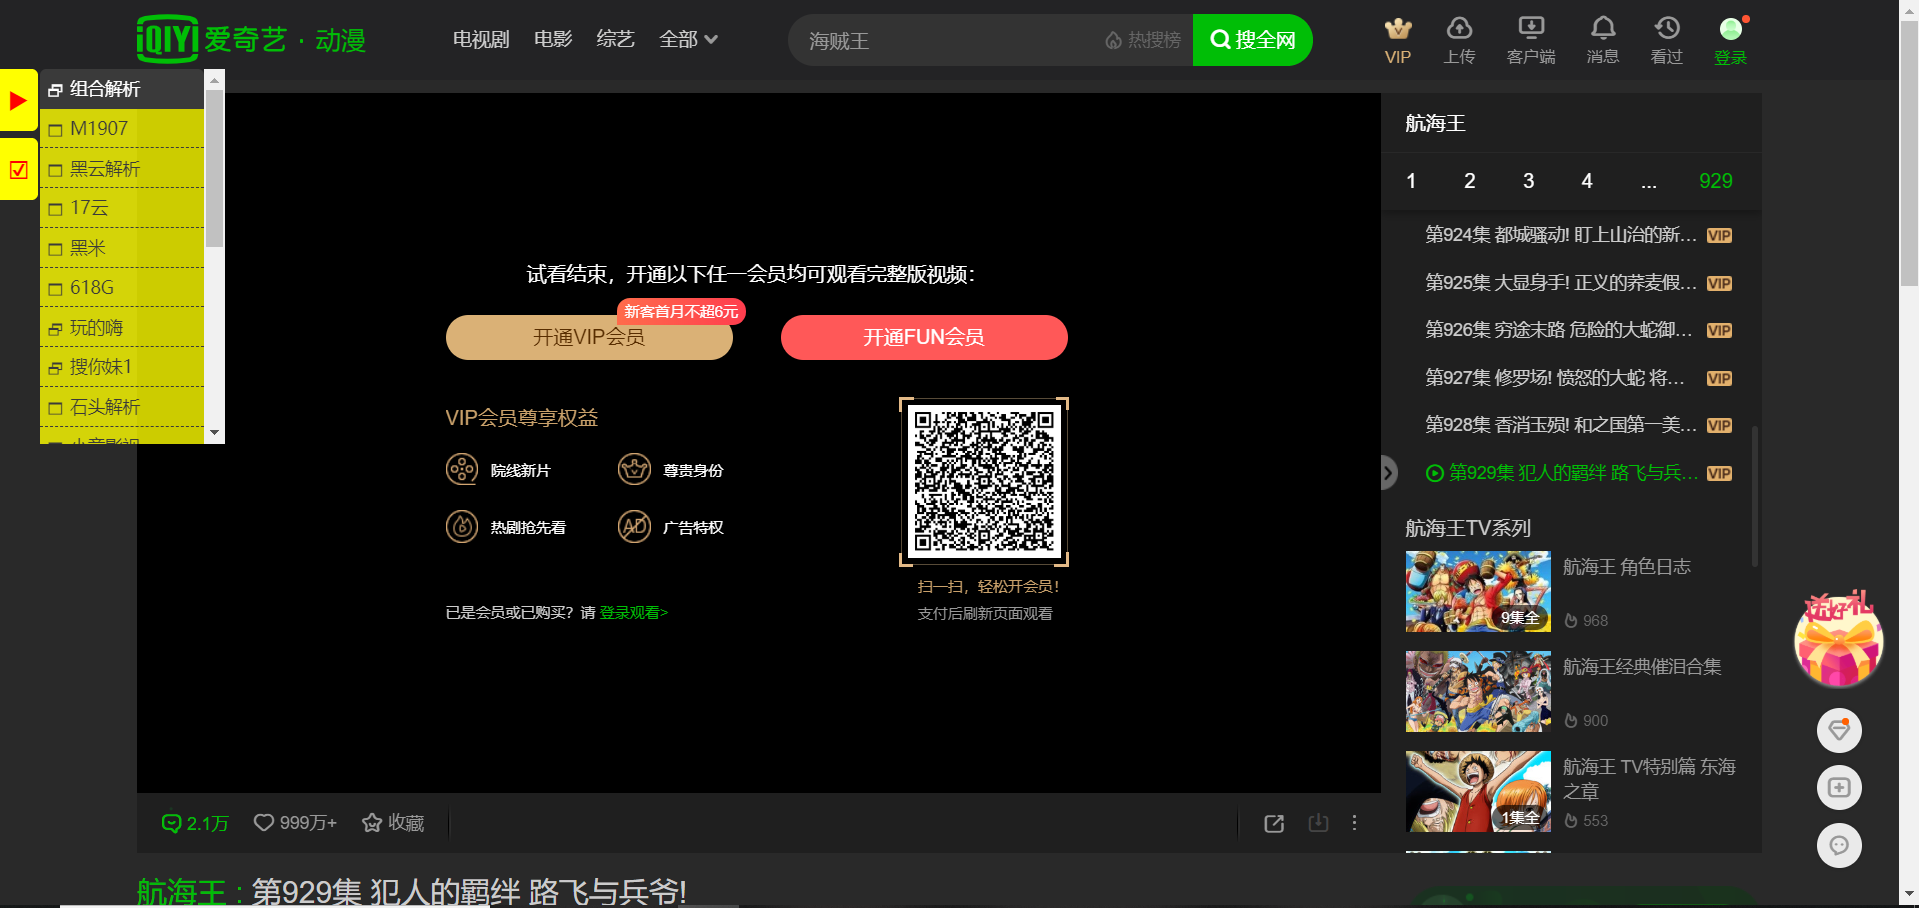 iQIYI 爱奇艺 · 动漫
电视剧 电影 综艺 全部
海贼王 热搜榜 搜全网
VIP 上传 客户端 消息 看过 登录
组合解析
M1907
黑云解析
17云
黑米
618G
玩的嗨
搜你妹1
石头解析
试看结束，开通以下任一会员均可观看完整版视频：
新客首月不超6元
开通VIP会员 开通FUN会员
VIP会员尊享权益
院线新片 尊贵身份
热剧抢先看 广告特权
扫一扫，轻松开会员！
支付后刷新页面观看
已是会员或已购买？请 登录观看>
航海王
1 2 3 4 ... 929
第924集 都城骚动! 盯上山治的新... VIP
第925集 大显身手! 正义的荞麦假... VIP
第926集 穷途末路 危险的大蛇御... VIP
第927集 修罗场! 愤怒的大蛇 将... VIP
第928集 香消玉殒! 和之国第一美... VIP
第929集 犯人的羁绊 路飞与兵... VIP
航海王TV系列
航海王 角色日志
9集全
968
航海王经典催泪合集
900
航海王 TV特别篇 东海
之章
1集全
553
送好礼
2.1万 999万+ 收藏
航海王 : 第929集 犯人的羁绊 路飞与兵爷!